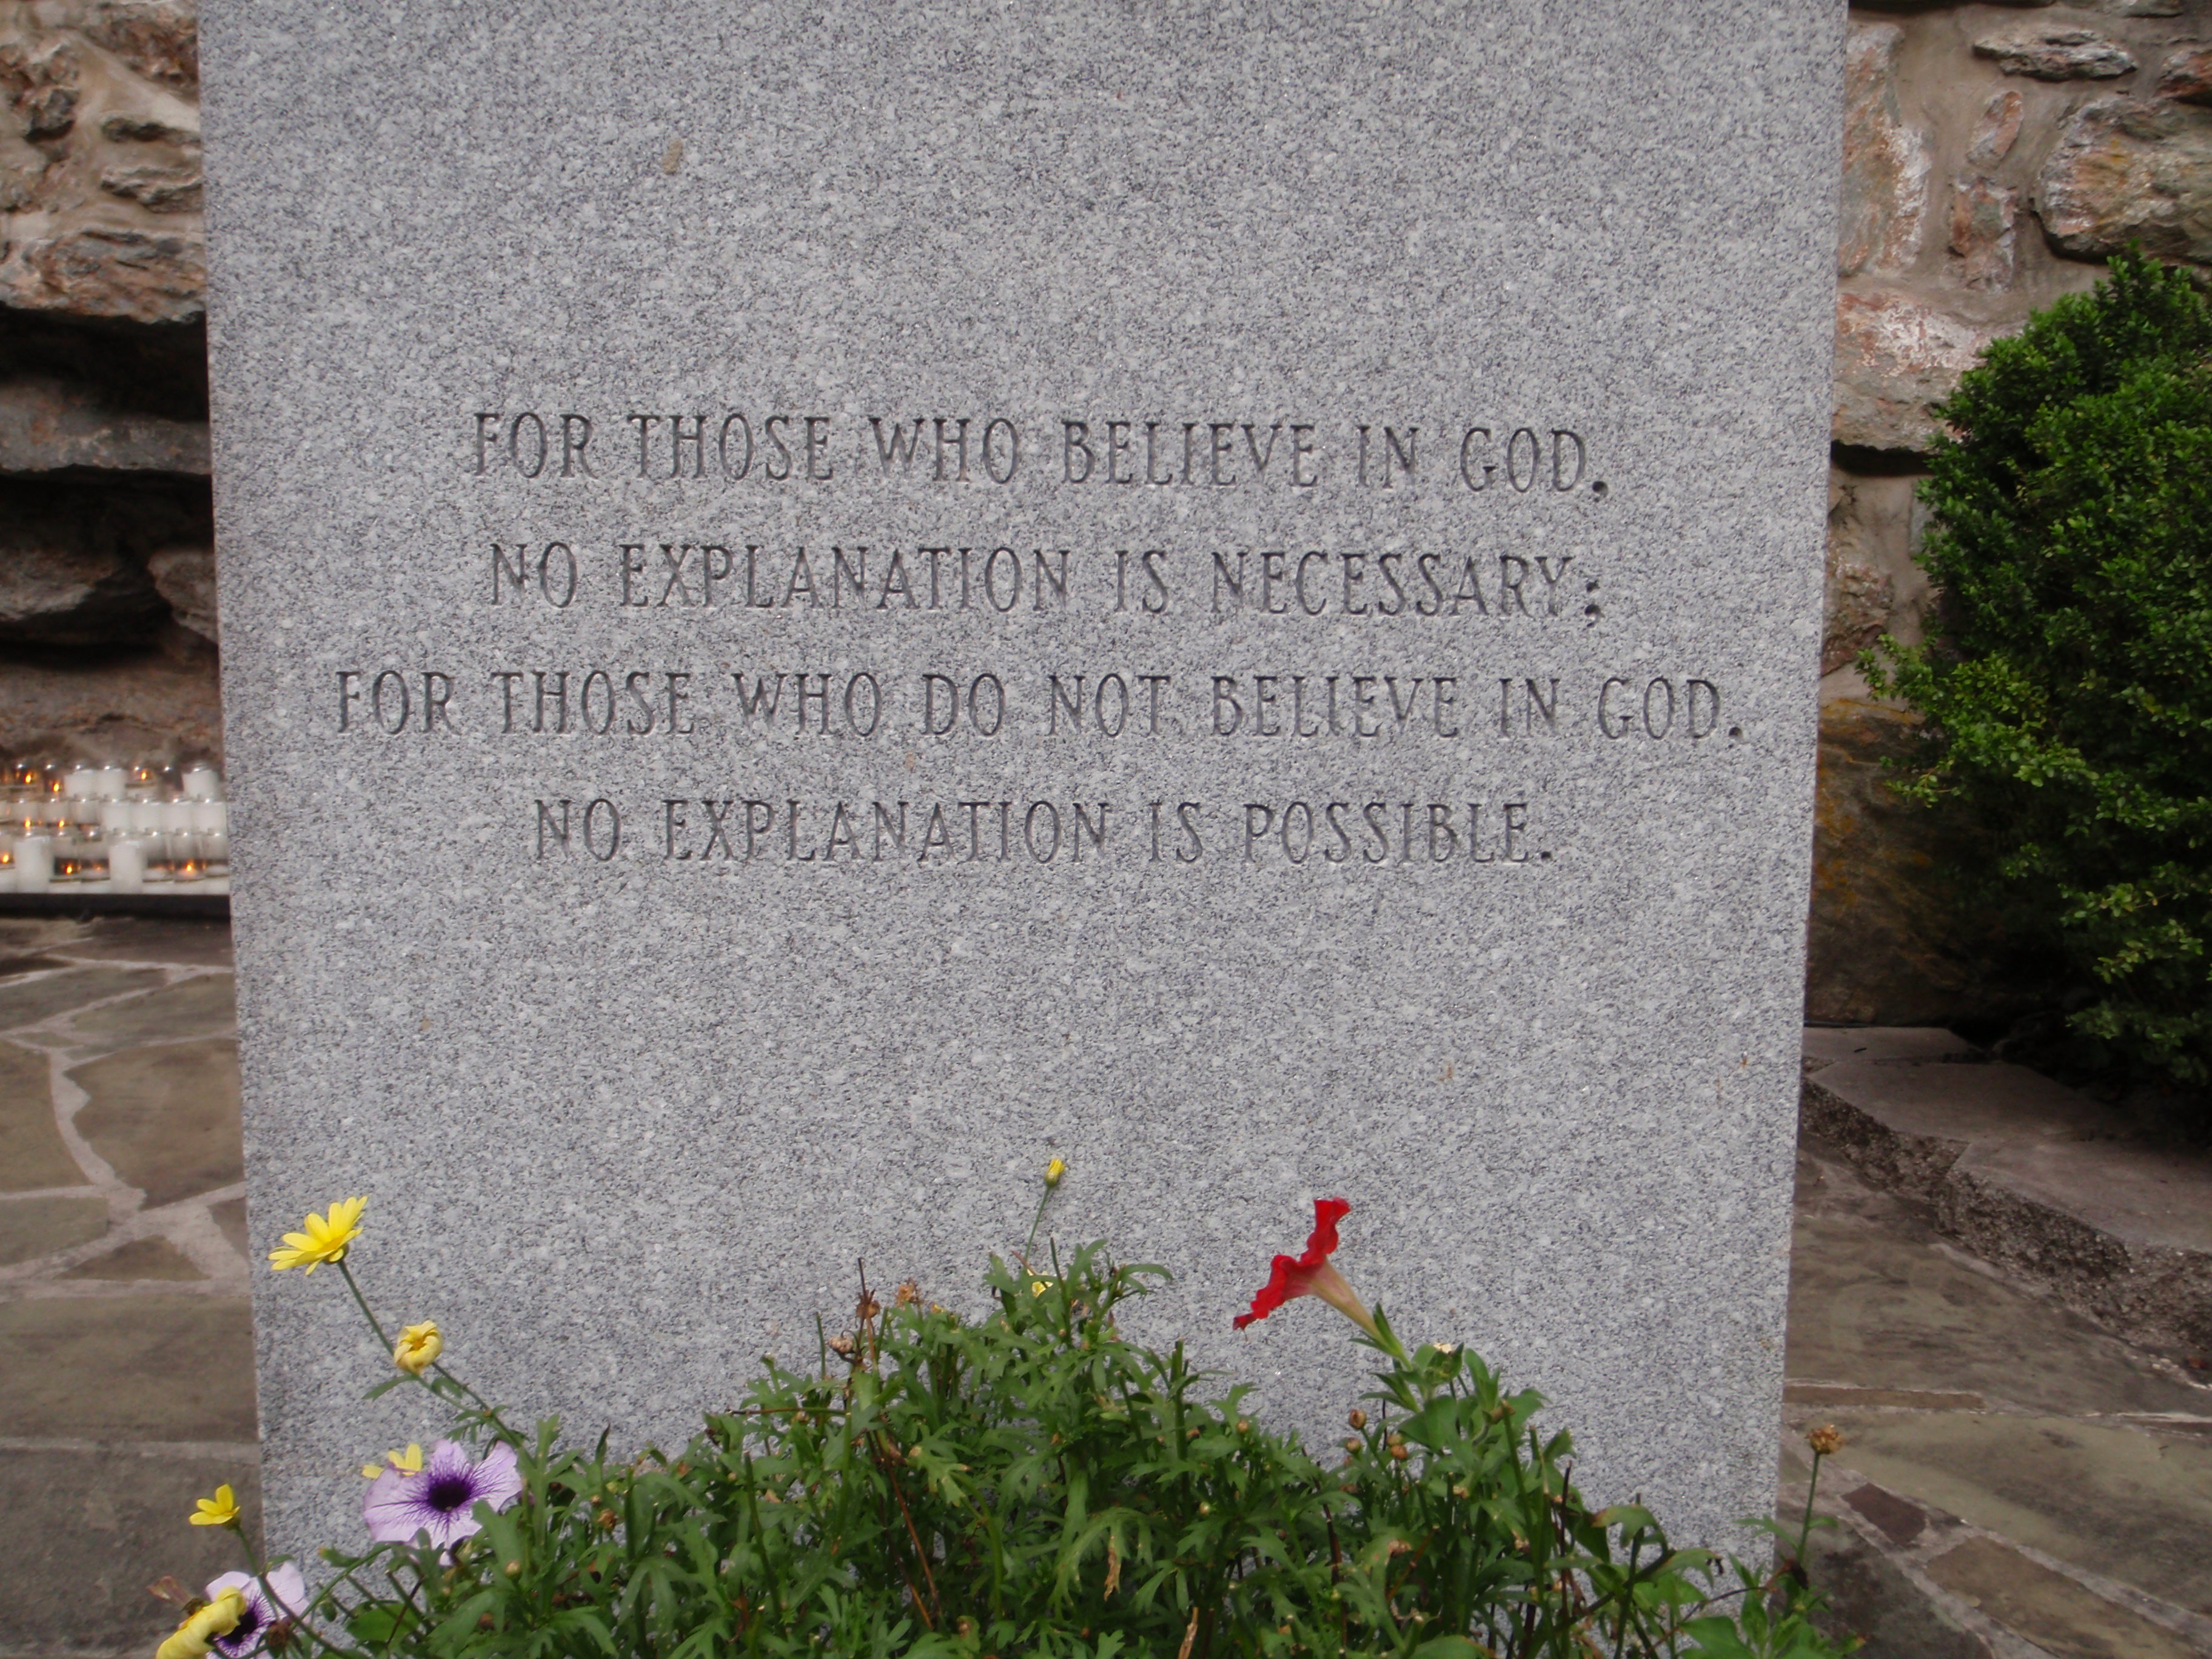 FOR THOSE WHO BELIEVE IN GOD,
NO EXPLANATION IS NECESSARY;
FOR THOSE WHO DO NOT BELIEVE IN GOD,
NO EXPLANATION IS POSSIBLE.